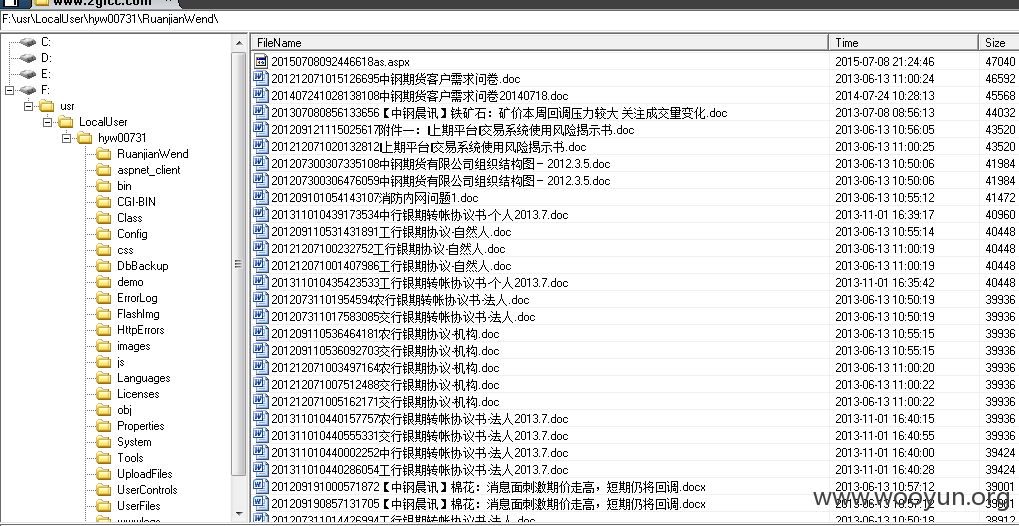 www.zgfcc.com
F:\usr\LocalUser\hyw00731\RuanjianWend\
C:
D:
E:
F:
usr
LocalUser
hyw00731
RuanjianWend
aspnet_client
bin
CGI-BIN
Class
Config
css
DbBackup
demo
ErrorLog
FlashImg
HttpErrors
images
js
Languages
Licenses
obj
Properties
System
Tools
UploadFiles
UserControls
UserFiles
FileName Time Size
20150708092446618as.aspx 2015-07-08 21:24:46 47040
201212071015126695中钢期货客户需求问卷.doc 2013-06-13 11:00:24 46592
201407241028138108中钢期货客户需求问卷20140718.doc 2014-07-24 10:28:13 45568
201307080856133656【中钢晨讯】铁矿石：矿价本周回调压力较大 关注成交量变化.doc 2013-07-08 08:56:13 44032
201209121115025617附件一：上期平台交易系统使用风险揭示书.doc 2013-06-13 10:56:05 43520
201212071020132812上期平台交易系统使用风险揭示书.doc 2013-06-13 11:00:25 43520
201207300307335108中钢期货有限公司组织结构图－2012.3.5.doc 2013-06-13 10:50:06 41984
201207300306476059中钢期货有限公司组织结构图－2012.3.5.doc 2013-06-13 10:50:06 41984
201209101054143107消防内网问题1.doc 2013-06-13 10:55:12 41472
201311010439173534中行银期转帐协议书-个人2013.7.doc 2013-11-01 16:39:17 40960
201209110531431891工行银期协议-自然人.doc 2013-06-13 10:55:14 40448
201212071002327​52工行银期协议-自然人.doc 2013-06-13 11:00:19 40448
201212071001407986工行银期协议-自然人.doc 2013-06-13 11:00:19 40448
201311010435423533工行银期转帐协议书-个人2013.7.doc 2013-11-01 16:35:42 40448
201207311019545​94农行银期转帐协议书-法人.doc 2013-06-13 10:50:19 39936
201207311017583085交行银期转帐协议书-法人.doc 2013-06-13 10:50:19 39936
201209110536464181农行银期协议-机构.doc 2013-06-13 10:55:15 39936
201209110536092703交行银期协议-机构.doc 2013-06-13 10:55:15 39936
201212071003497164农行银期协议-机构.doc 2013-06-13 11:00:20 39936
201212071007512488交行银期协议-机构.doc 2013-06-13 11:00:22 39936
201212071005162171交行银期协议-机构.doc 2013-06-13 11:00:22 39936
201311010440157757农行银期转帐协议书-法人2013.7.doc 2013-11-01 16:40:15 39936
201311010440555331交行银期转帐协议书-法人2013.7.doc 2013-11-01 16:40:55 39936
201311010440002252中行银期转帐协议书-法人2013.7.doc 2013-11-01 16:40:00 39424
201311010440286054工行银期转帐协议书-法人2013.7.doc 2013-11-01 16:40:28 39424
201209191000571872【中钢晨讯】棉花：消息面刺激期价走高，短期仍将回调.docx 2013-06-13 10:57:12 39001
201209190857131705【中钢晨讯】棉花：消息面刺激期价走高，短期仍将回调.docx 2013-06-13 10:57:12 39001
www.wooyun.org